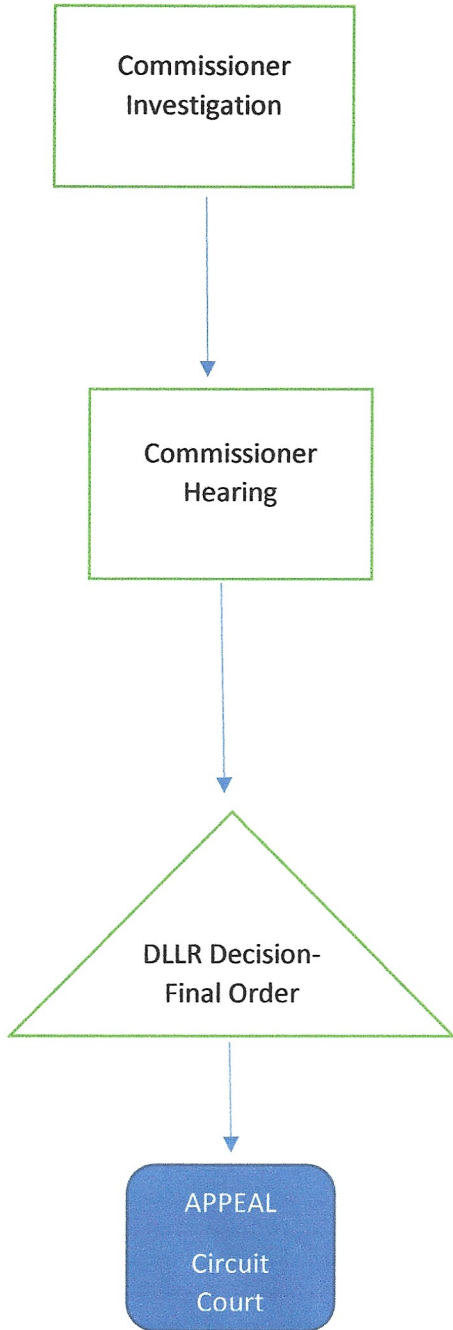 Commissioner
Investigation
Commissioner
Hearing
DLLR Decision-
Final Order
APPEAL
Circuit
Court